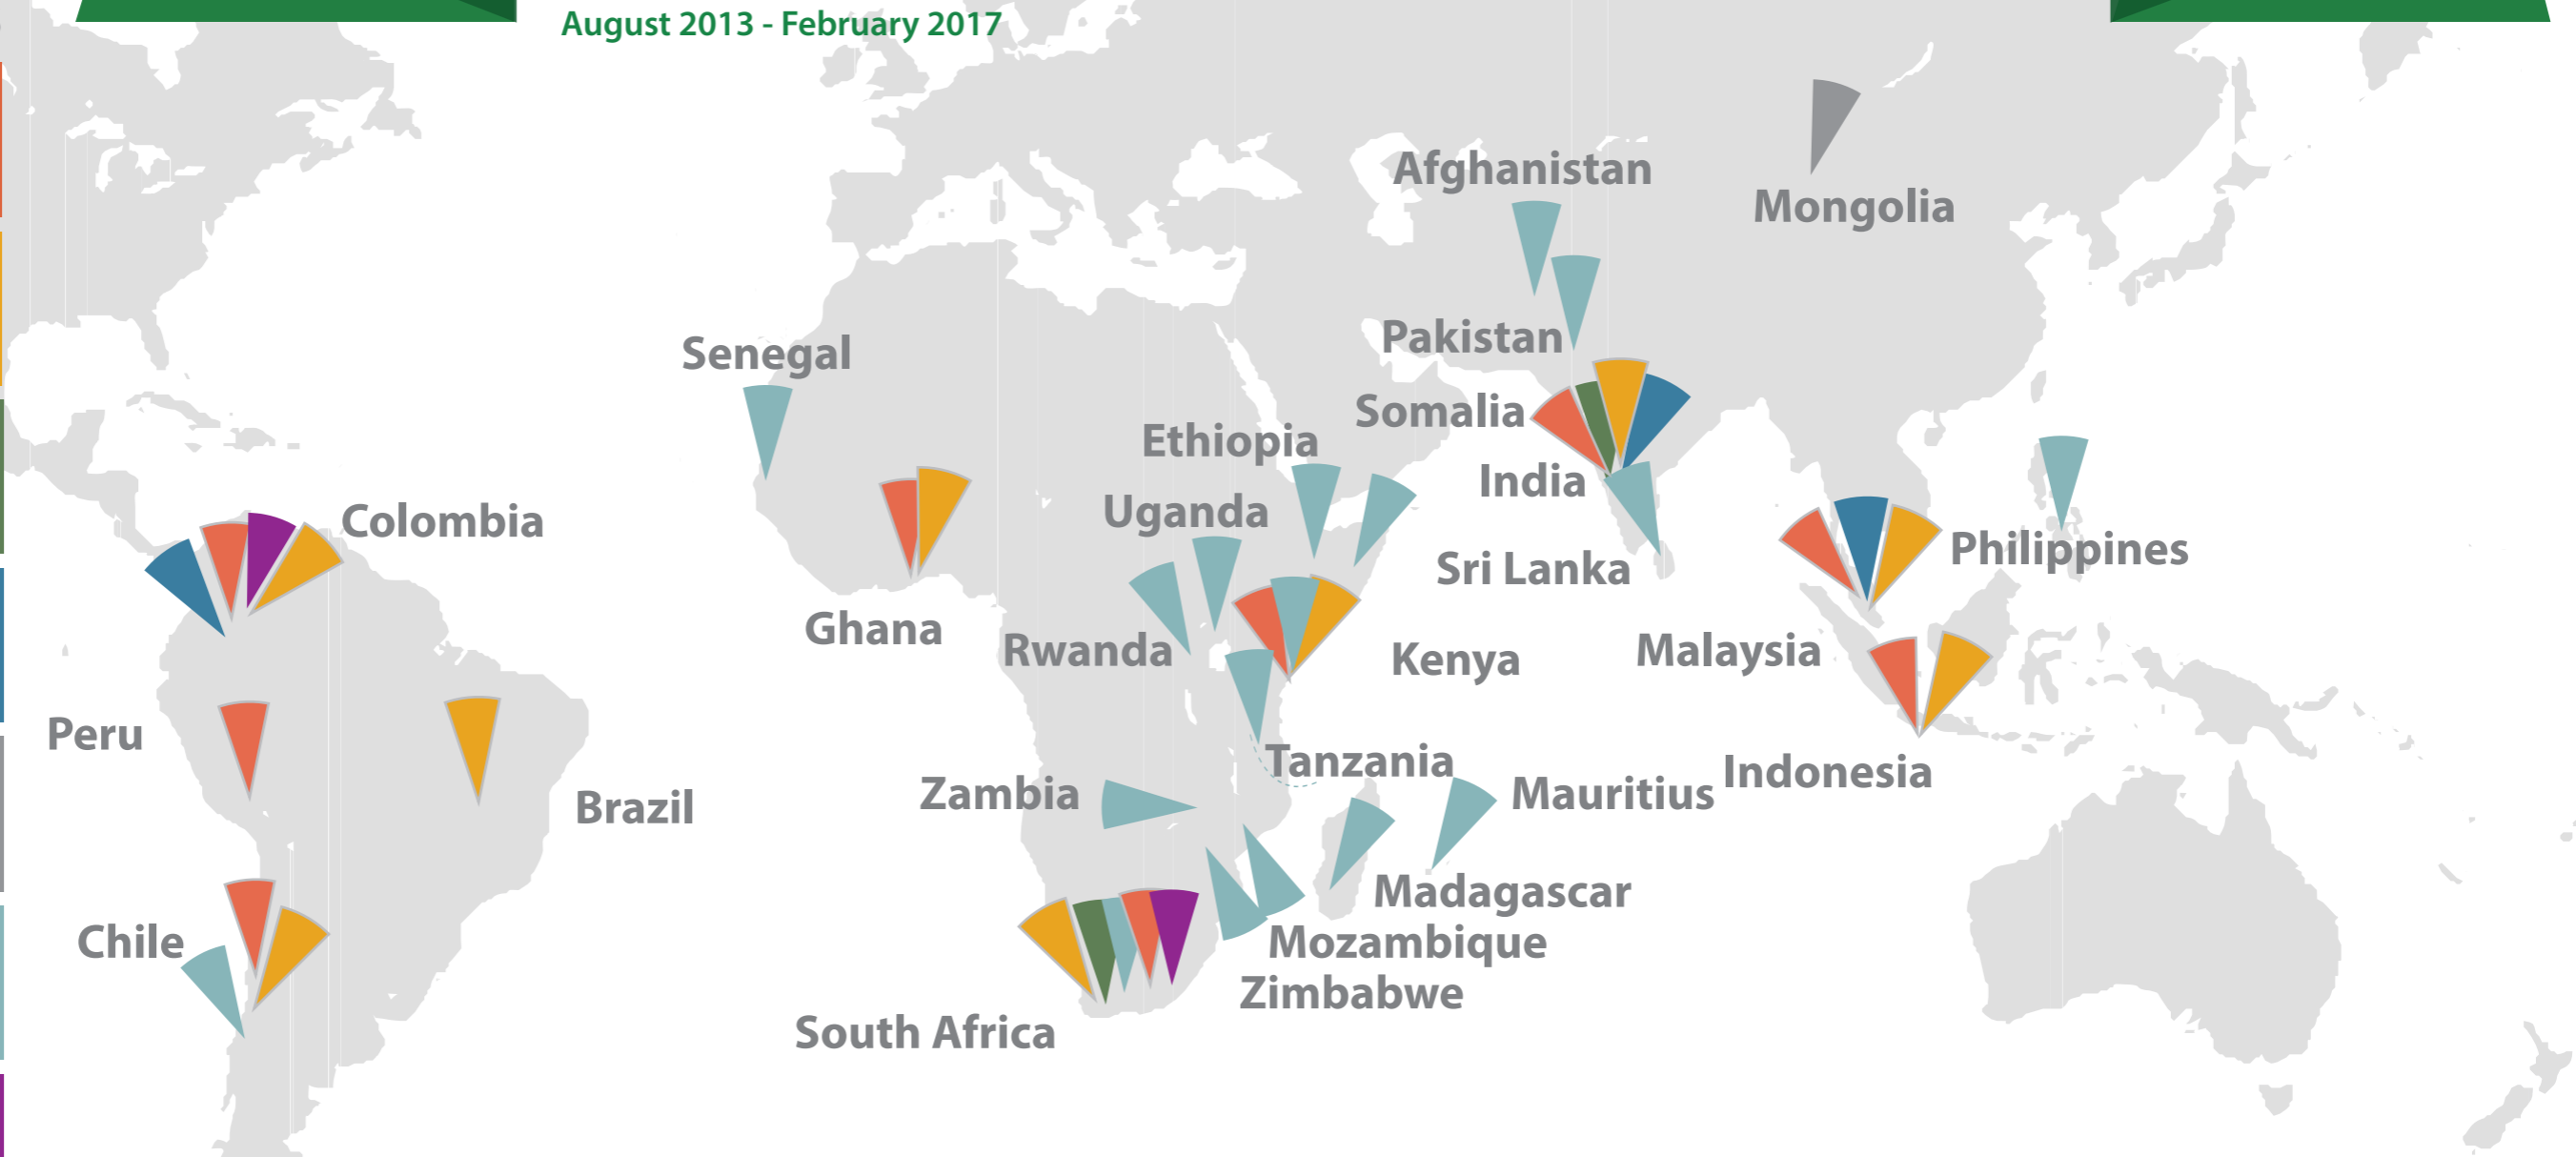 August 2013 - February 2017
Afghanistan
Mongolia
Senegal
Pakistan
Somalia
Ethiopia
India
Uganda
Colombia
Philippines
Sri Lanka
Ghana
Rwanda
Kenya
Malaysia
Peru
Tanzania
Indonesia
Zambia
Mauritius
Brazil
Madagascar
Chile
Mozambique
Zimbabwe
South Africa